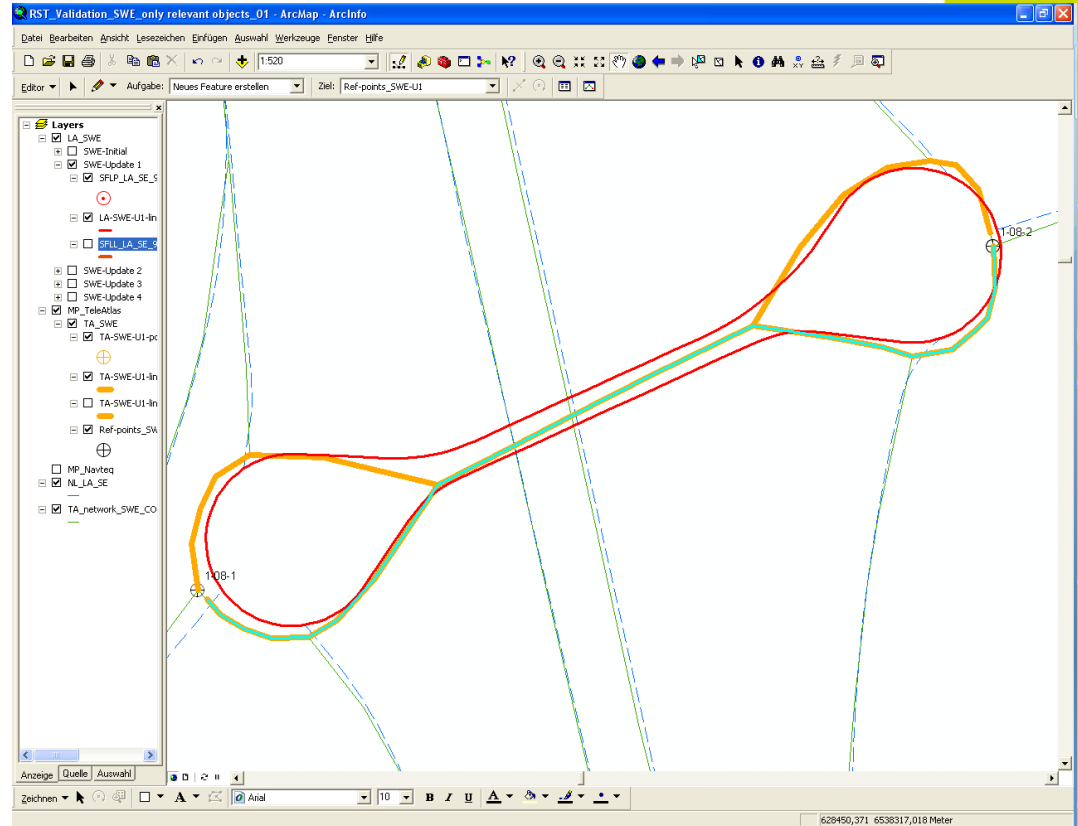 RST_Validation_SWE_only relevant objects_01 - ArcMap - ArcInfo
Datei Bearbeiten Ansicht Lesezeichen Einfügen Auswahl Werkzeuge Fenster Hilfe
1:520
Editor Aufgabe: Neues Feature erstellen Ziel: Ref-points_SWE-U1
Layers
LA_SWE
SWE-Initial
SWE-Update 1
SFLP_LA_SE_9
LA-SWE-U1-lin
SFLL_LA_SE_9
SWE-Update 2
SWE-Update 3
SWE-Update 4
MP_TeleAtlas
TA_SWE
TA-SWE-U1-po
TA-SWE-U1-lin
TA-SWE-U1-lin
Ref-points_SW
MP_Navteq
NL_LA_SE
TA_network_SWE_CO
1-08-2
1-08-1
Anzeige Quelle Auswahl
Zeichnen A Arial 10 B I U A
628450,371 6538317,018 Meter